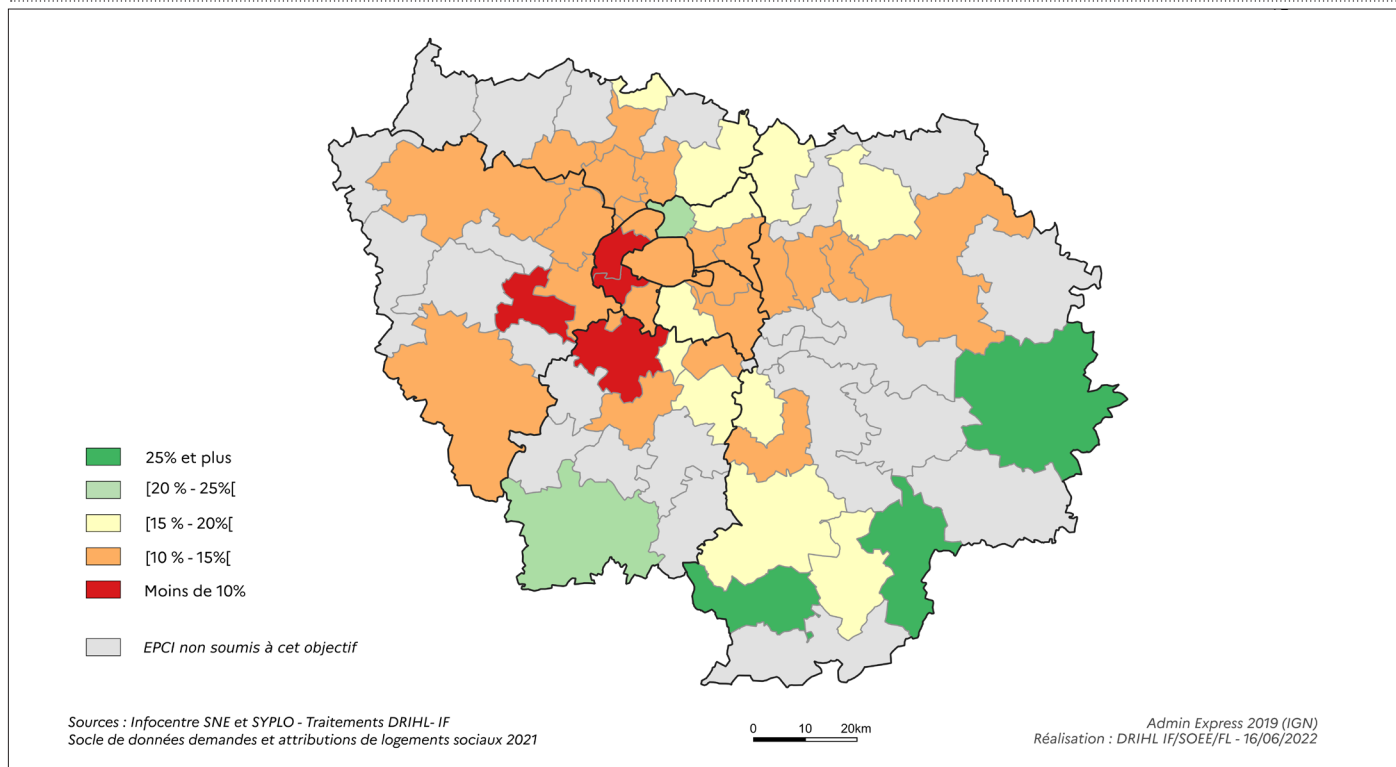 25% et plus
[20 % - 25%[
[15 % - 20%[
[10 % - 15%[
Moins de 10%
EPCI non soumis à cet objectif
Sources : Infocentre SNE et SYPLO - Traitements DRIHL- IF
Socle de données demandes et attributions de logements sociaux 2021
0 10 20km
Admin Express 2019 (IGN)
Réalisation : DRIHL IF/SOEE/FL - 16/06/2022